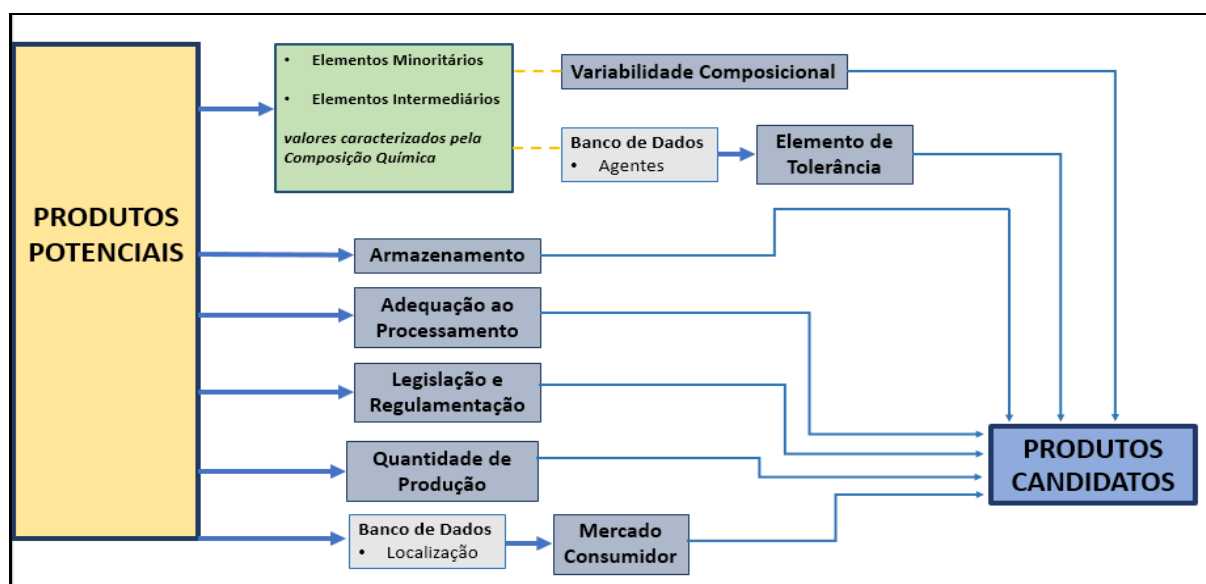 PRODUTOS
POTENCIAIS
• Elementos Minoritários
• Elementos Intermediários
valores caracterizados pela
Composição Química
Variabilidade Composicional
Banco de Dados
• Agentes
Elemento de
Tolerância
Armazenamento
Adequação ao
Processamento
Legislação e
Regulamentação
Quantidade de
Produção
Banco de Dados
• Localização
Mercado
Consumidor
PRODUTOS
CANDIDATOS